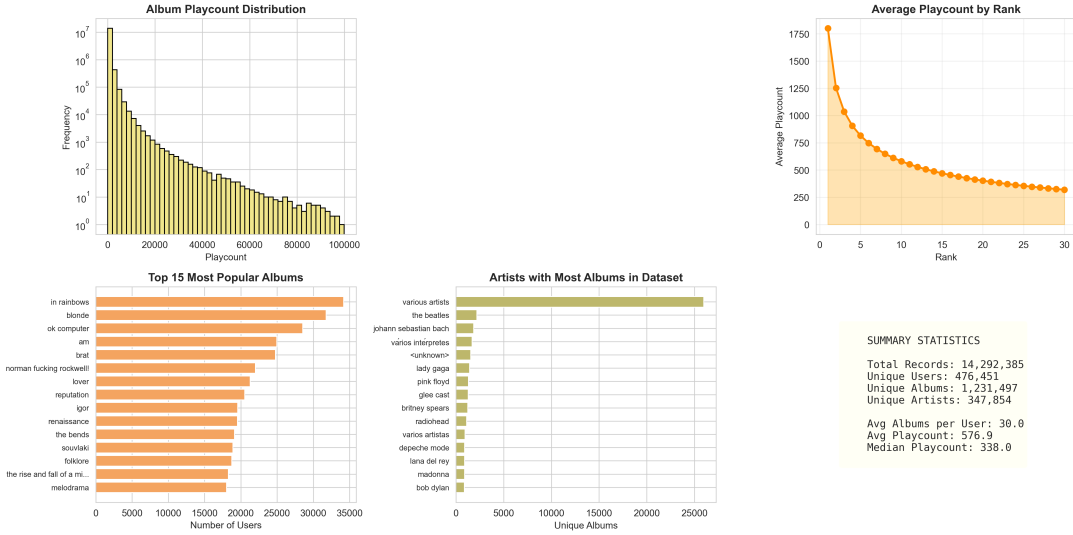 Album Playcount Distribution
Frequency
10^7
10^6
10^5
10^4
10^3
10^2
10^1
10^0
0 20000 40000 60000 80000 100000
Playcount
Average Playcount by Rank
Average Playcount
1750
1500
1250
1000
750
500
250
0
0 5 10 15 20 25 30
Rank
Top 15 Most Popular Albums
in rainbows
blonde
ok computer
am
brat
norman fucking rockwell!
lover
reputation
igor
renaissance
the bends
souvlaki
folklore
the rise and fall of a mi...
melodrama
0 5000 10000 15000 20000 25000 30000 35000
Number of Users
Artists with Most Albums in Dataset
various artists
the beatles
johann sebastian bach
varios intérpretes
<unknown>
lady gaga
pink floyd
glee cast
britney spears
radiohead
varios artistas
depeche mode
lana del rey
madonna
bob dylan
0 5000 10000 15000 20000 25000
Unique Albums
SUMMARY STATISTICS
Total Records: 14,292,385
Unique Users: 476,451
Unique Albums: 1,231,497
Unique Artists: 347,854
Avg Albums per User: 30.0
Avg Playcount: 576.9
Median Playcount: 338.0